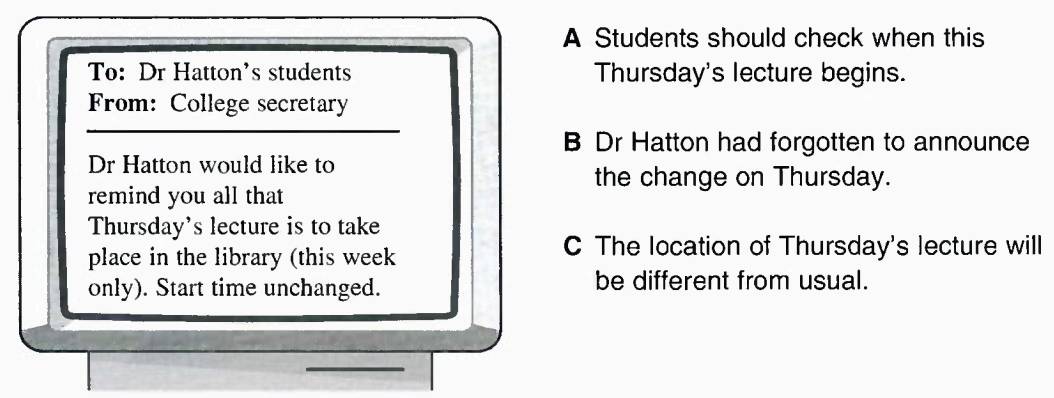 To: Dr Hatton's students
From: College secretary
Dr Hatton would like to
remind you all that
Thursday's lecture is to take
place in the library (this week
only). Start time unchanged.
A Students should check when this
Thursday's lecture begins.
B Dr Hatton had forgotten to announce
the change on Thursday.
C The location of Thursday's lecture will
be different from usual.